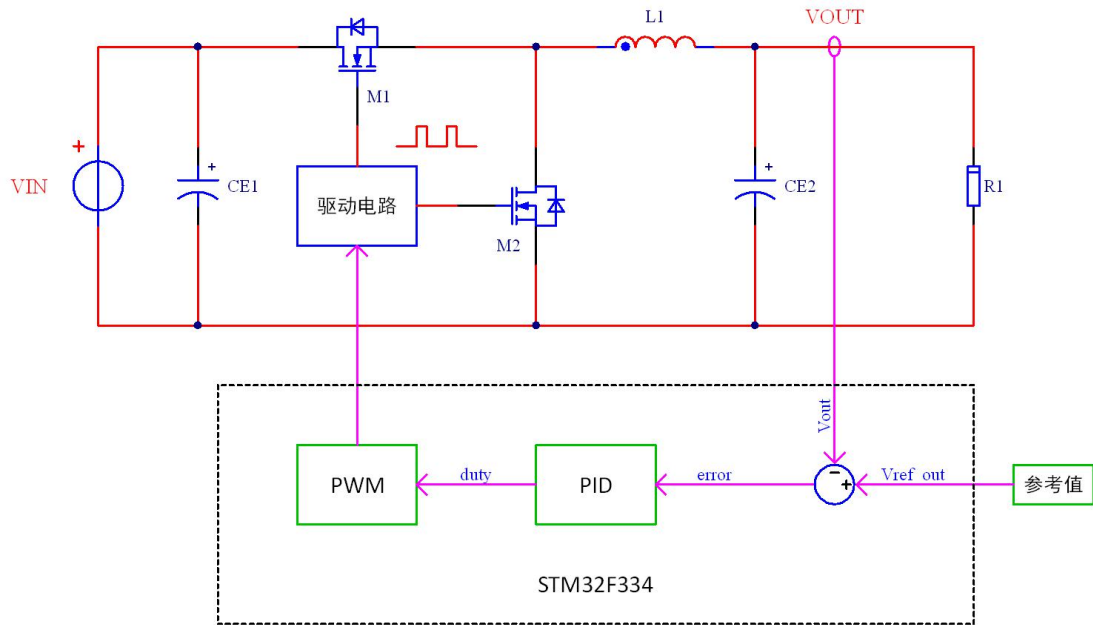 L1
VOUT
M1
+
VIN
+
CE1
驱动电路
M2
+
CE2
R1
Vout
PWM
duty
PID
error
-
+
Vref_out
参考值
STM32F334